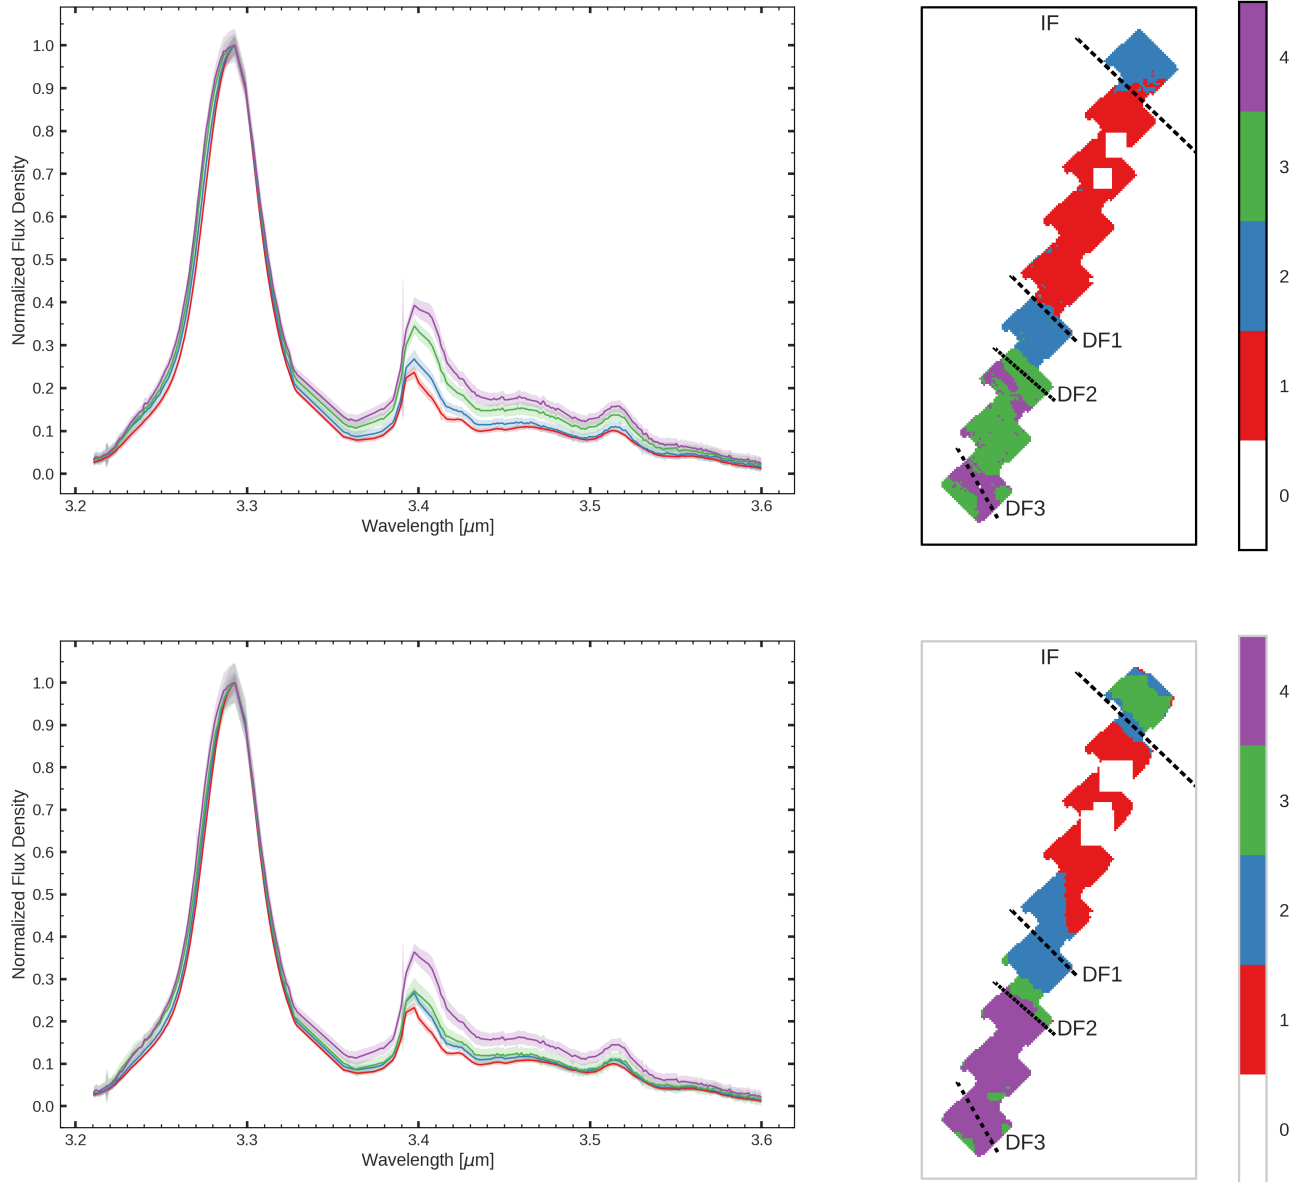 1.0
0.9
0.8
0.7
0.6
0.5
0.4
0.3
0.2
0.1
0.0
Normalized Flux Density
3.2 3.3 3.4 3.5 3.6
Wavelength [μm]
IF
DF1
DF2
DF3
4
3
2
1
0
1.0
0.9
0.8
0.7
0.6
0.5
0.4
0.3
0.2
0.1
0.0
Normalized Flux Density
3.2 3.3 3.4 3.5 3.6
Wavelength [μm]
IF
DF1
DF2
DF3
4
3
2
1
0